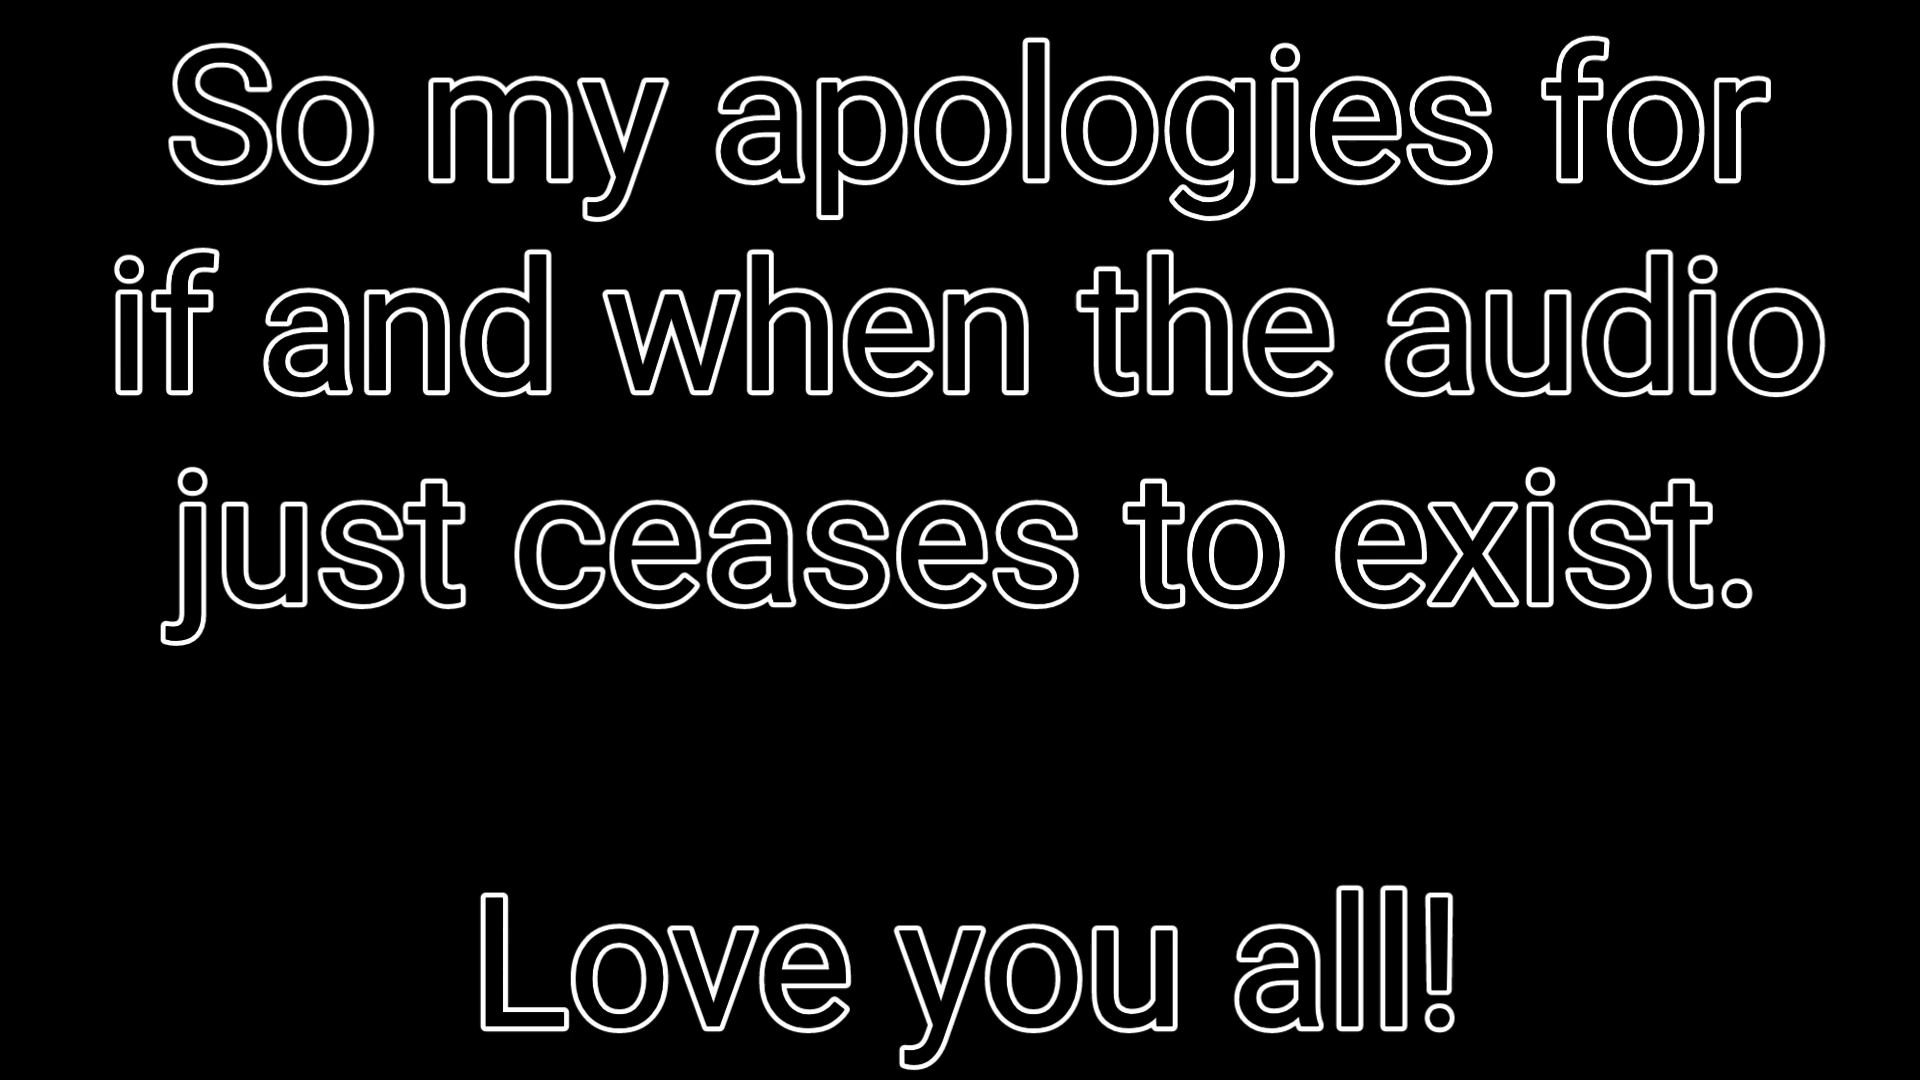 So my apologies for
if and when the audio
just ceases to exist.
Love you all!